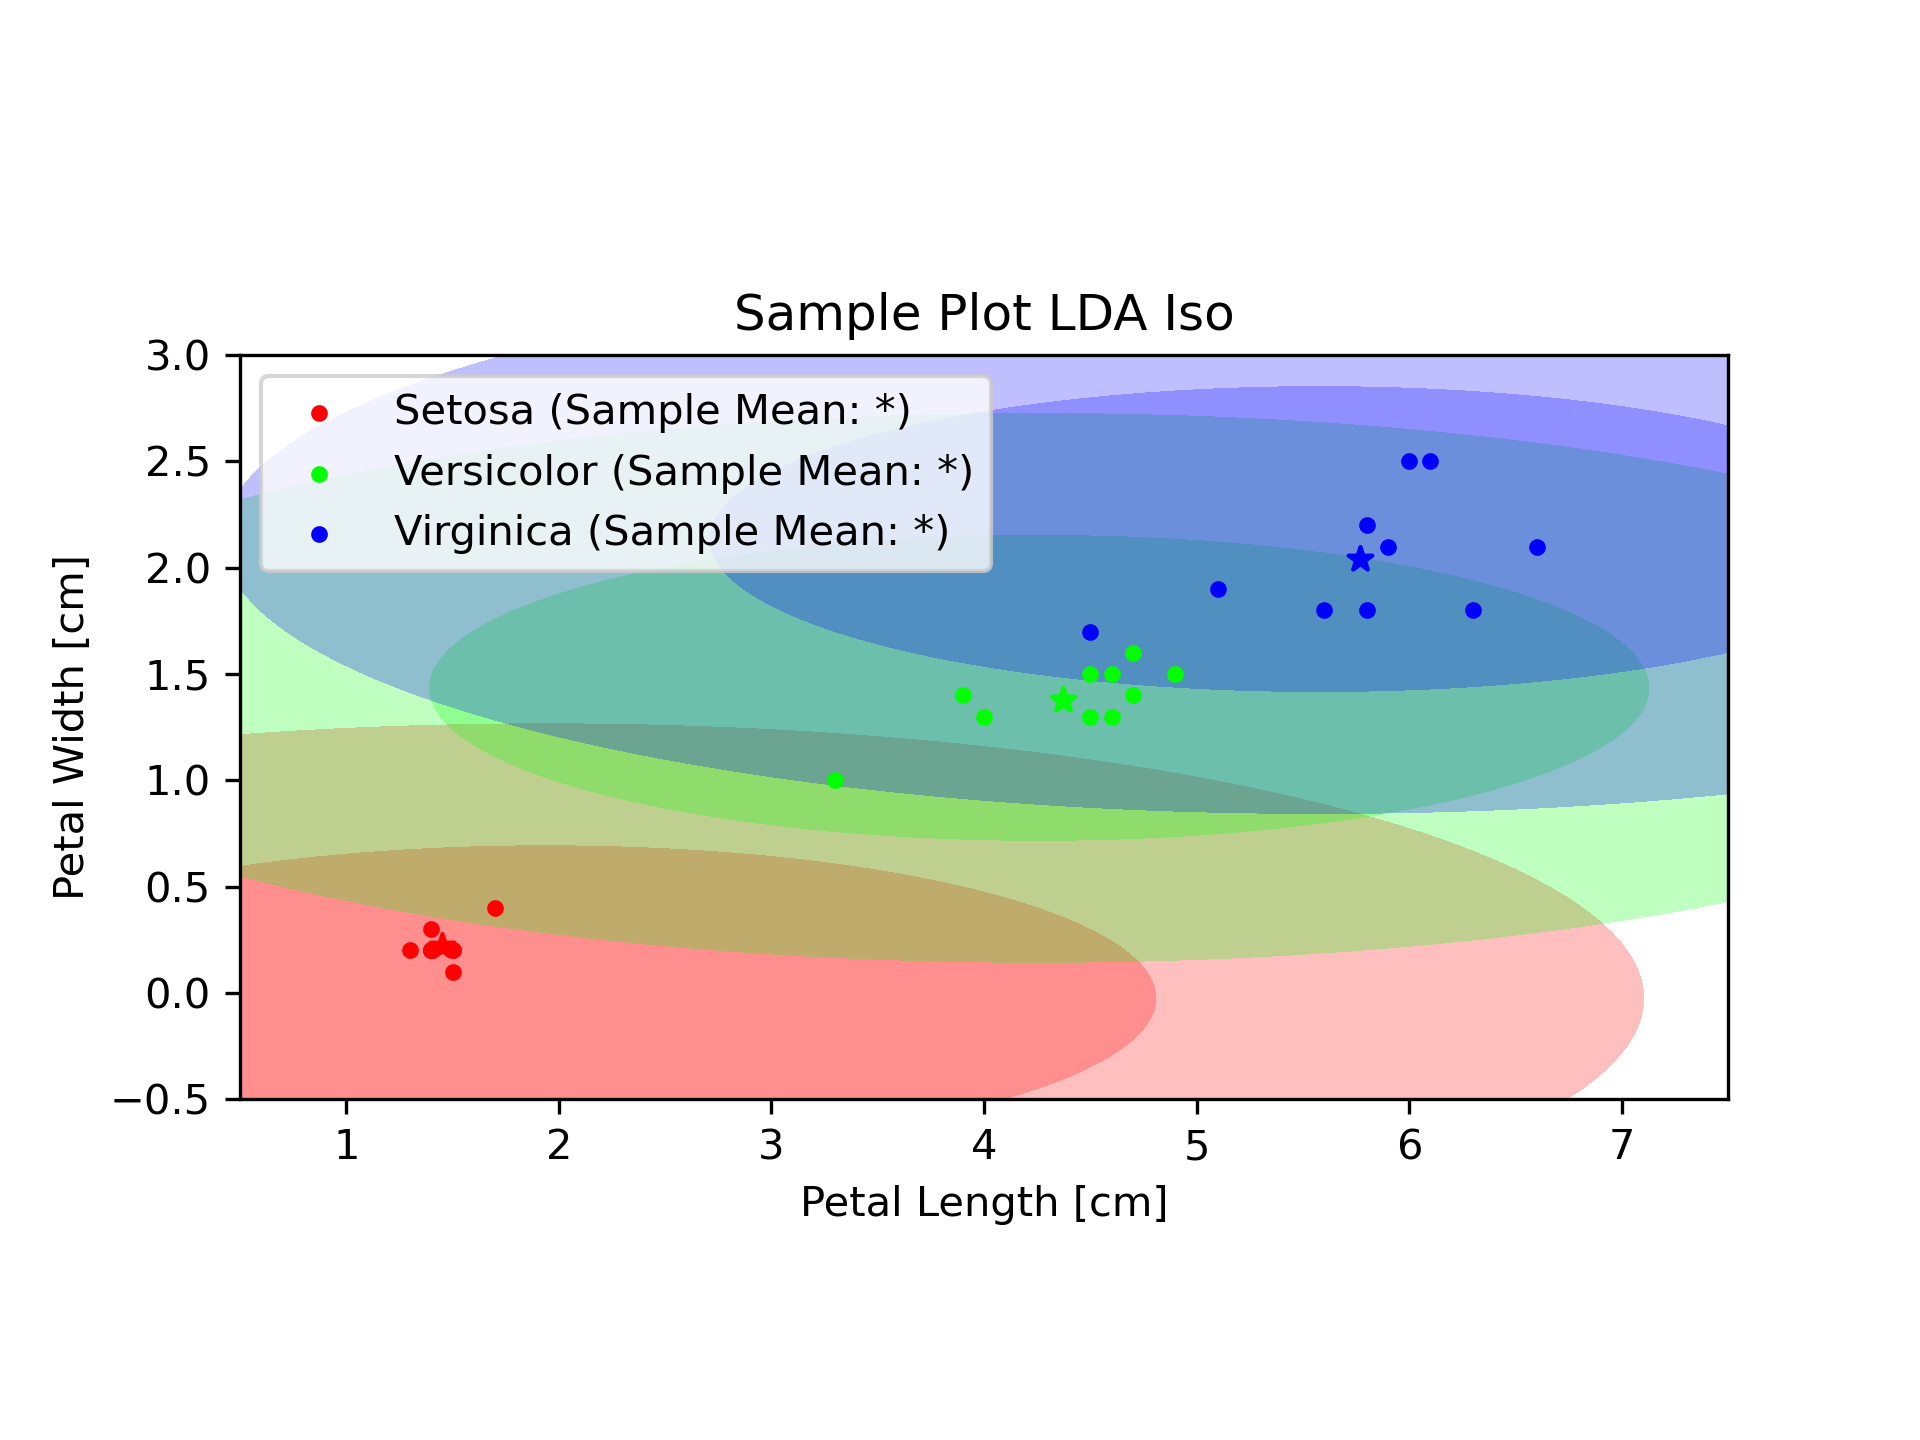 Sample Plot LDA Iso
3.0
2.5
2.0
1.5
1.0
0.5
0.0
−0.5
Petal Width [cm]
Setosa (Sample Mean: *)
Versicolor (Sample Mean: *)
Virginica (Sample Mean: *)
1 2 3 4 5 6 7
Petal Length [cm]